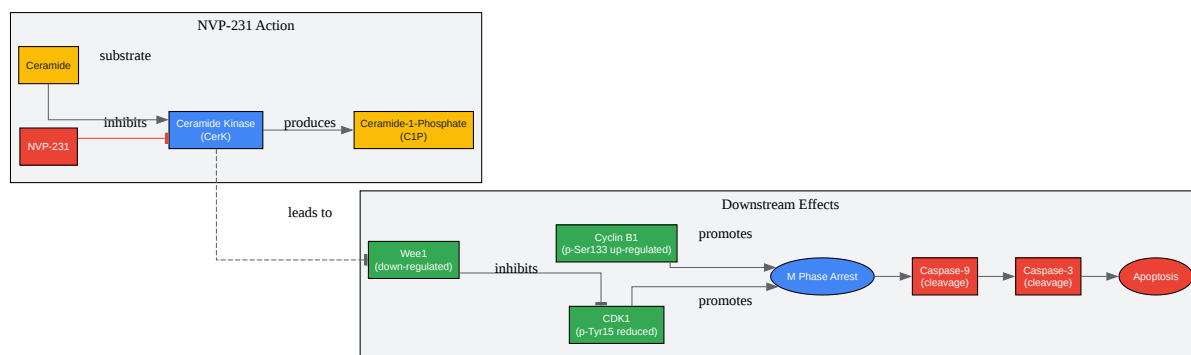 NVP-231 Action
substrate
Ceramide
inhibits
NVP-231
Ceramide Kinase
(CerK)
produces
Ceramide-1-Phosphate
(C1P)
leads to
Downstream Effects
Wee1
(down-regulated)
inhibits
Cyclin B1
(p-Ser133 up-regulated)
promotes
CDK1
(p-Tyr15 reduced)
promotes
M Phase Arrest
Caspase-9
(cleavage)
Caspase-3
(cleavage)
Apoptosis